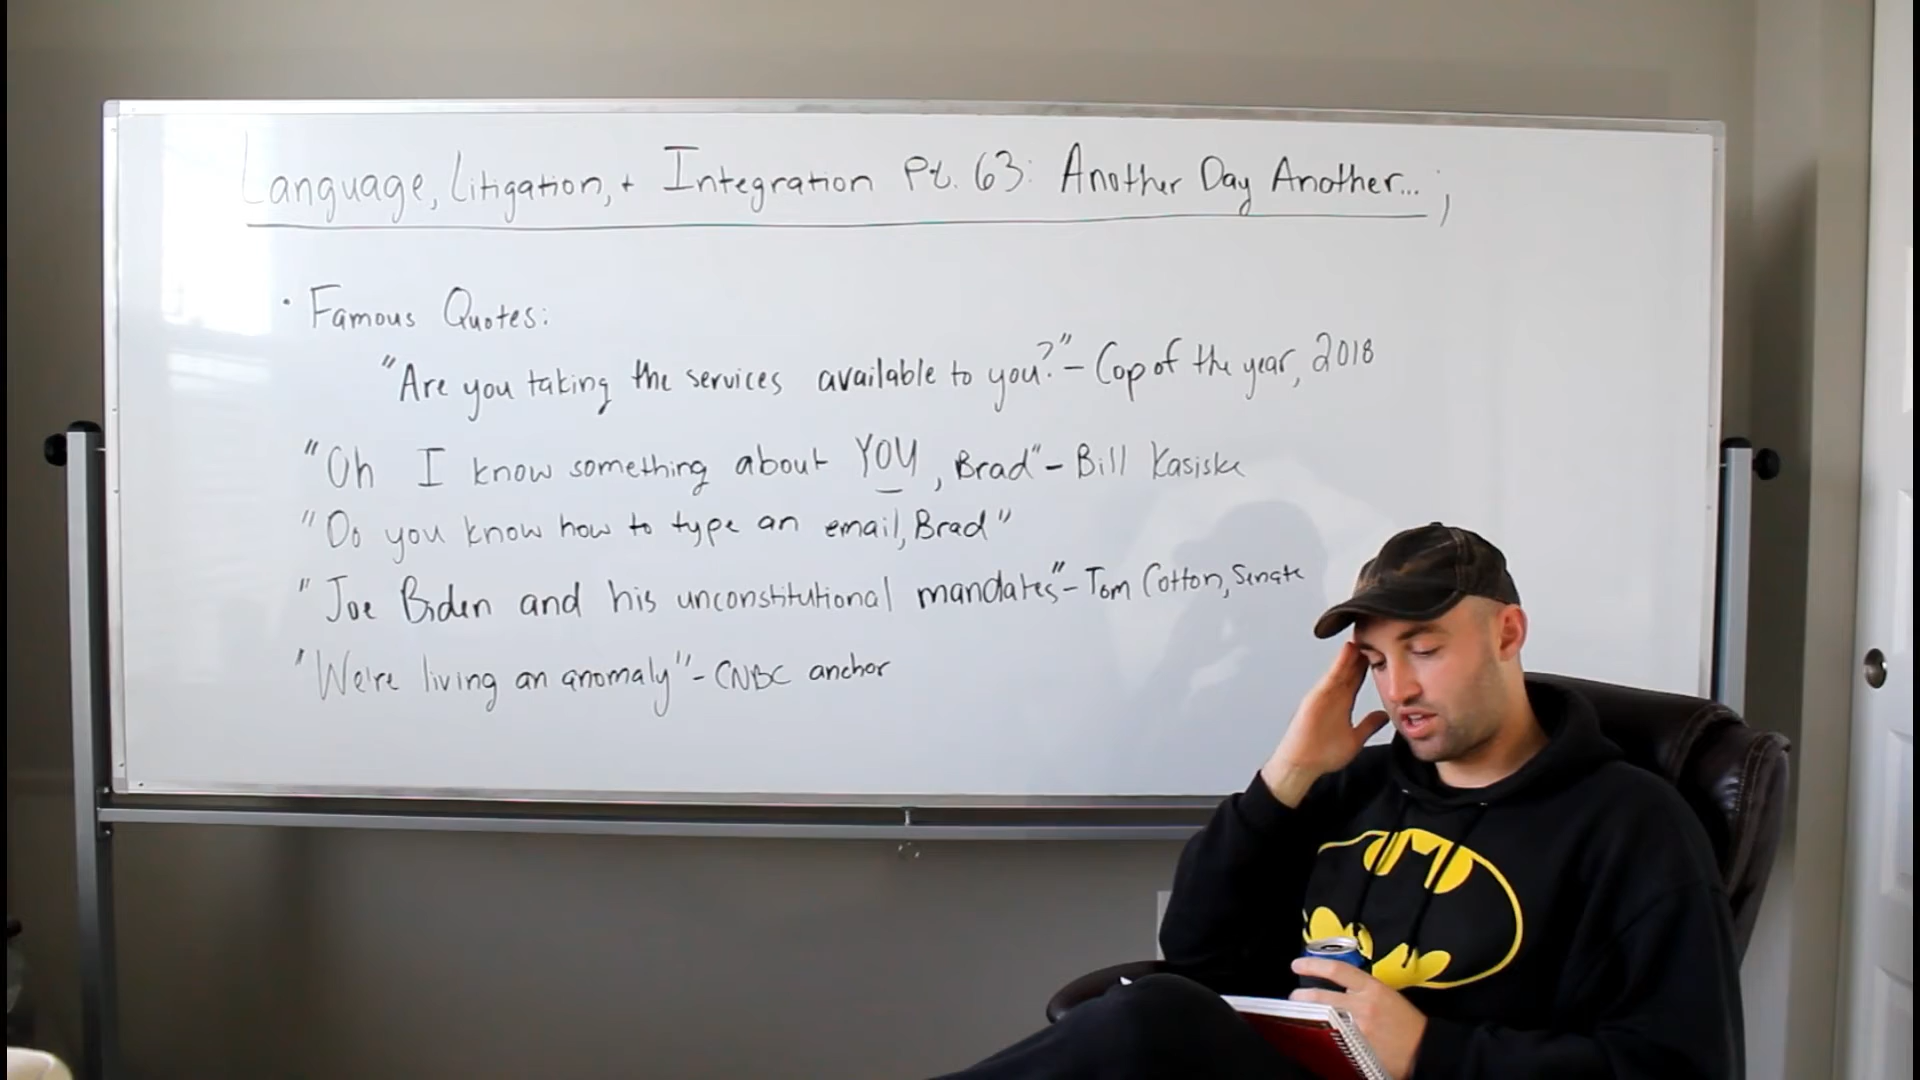 Language, Litigation, + Integration Pt. 63: Another Day Another... ;
· Famous Quotes:
"Are you taking the services available to you?" - Cop of the year, 2018
"Oh I know something about YOU, Brad" - Bill Kasiske
"Do you know how to type an email, Brad"
"Joe Biden and his unconstitutional mandates" - Tom Cotton, Senate
"We're living an anomaly" - CNBC anchor